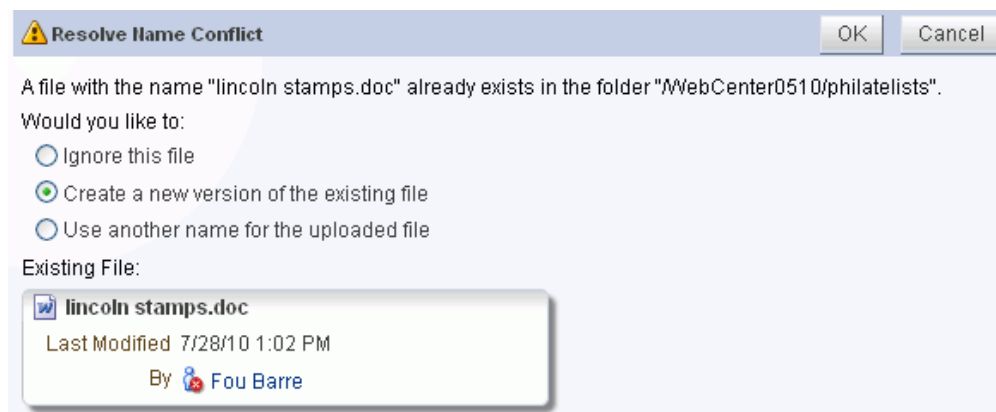 Resolve Name Conflict OK Cancel
A file with the name "lincoln stamps.doc" already exists in the folder "/WebCenter0510/philatelists".
Would you like to:
Ignore this file
Create a new version of the existing file
Use another name for the uploaded file
Existing File:
lincoln stamps.doc
Last Modified 7/28/10 1:02 PM
By Fou Barre